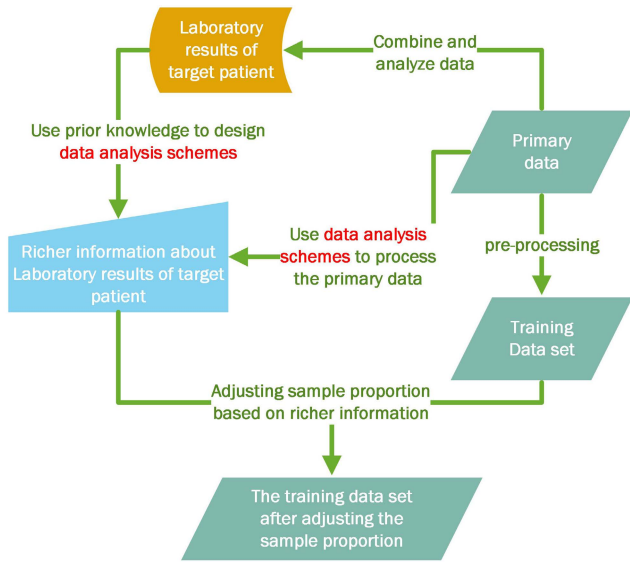 Laboratory
results of
target patient
Combine and
analyze data
Use prior knowledge to design
data analysis schemes
Primary
data
Richer information about
Laboratory results of target
patient
Use data analysis
schemes to process
the primary data
pre-processing
Training
Data set
Adjusting sample proportion
based on richer information
The training data set
after adjusting the
sample proportion